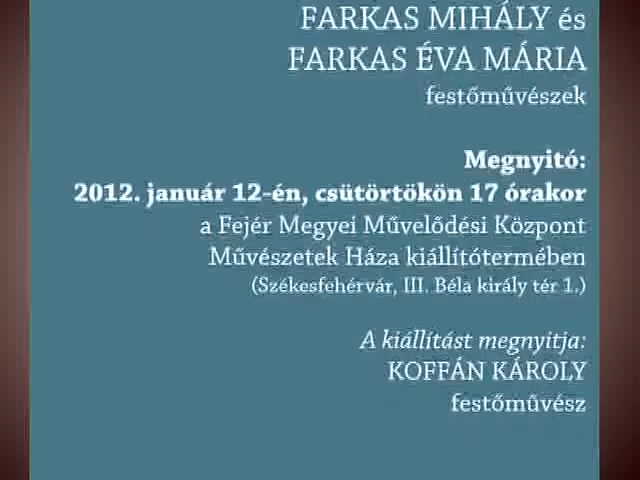 FARKAS MIHÁLY és
FARKAS ÉVA MÁRIA
festőművészek
Megnyitó:
2012. január 12-én, csütörtökön 17 órakor
a Fejér Megyei Művelődési Központ
Művészetek Háza kiállítótermében
(Székesfehérvár, III. Béla király tér 1.)
A kiállítást megnyitja:
KOFFÁN KÁROLY
festőművész